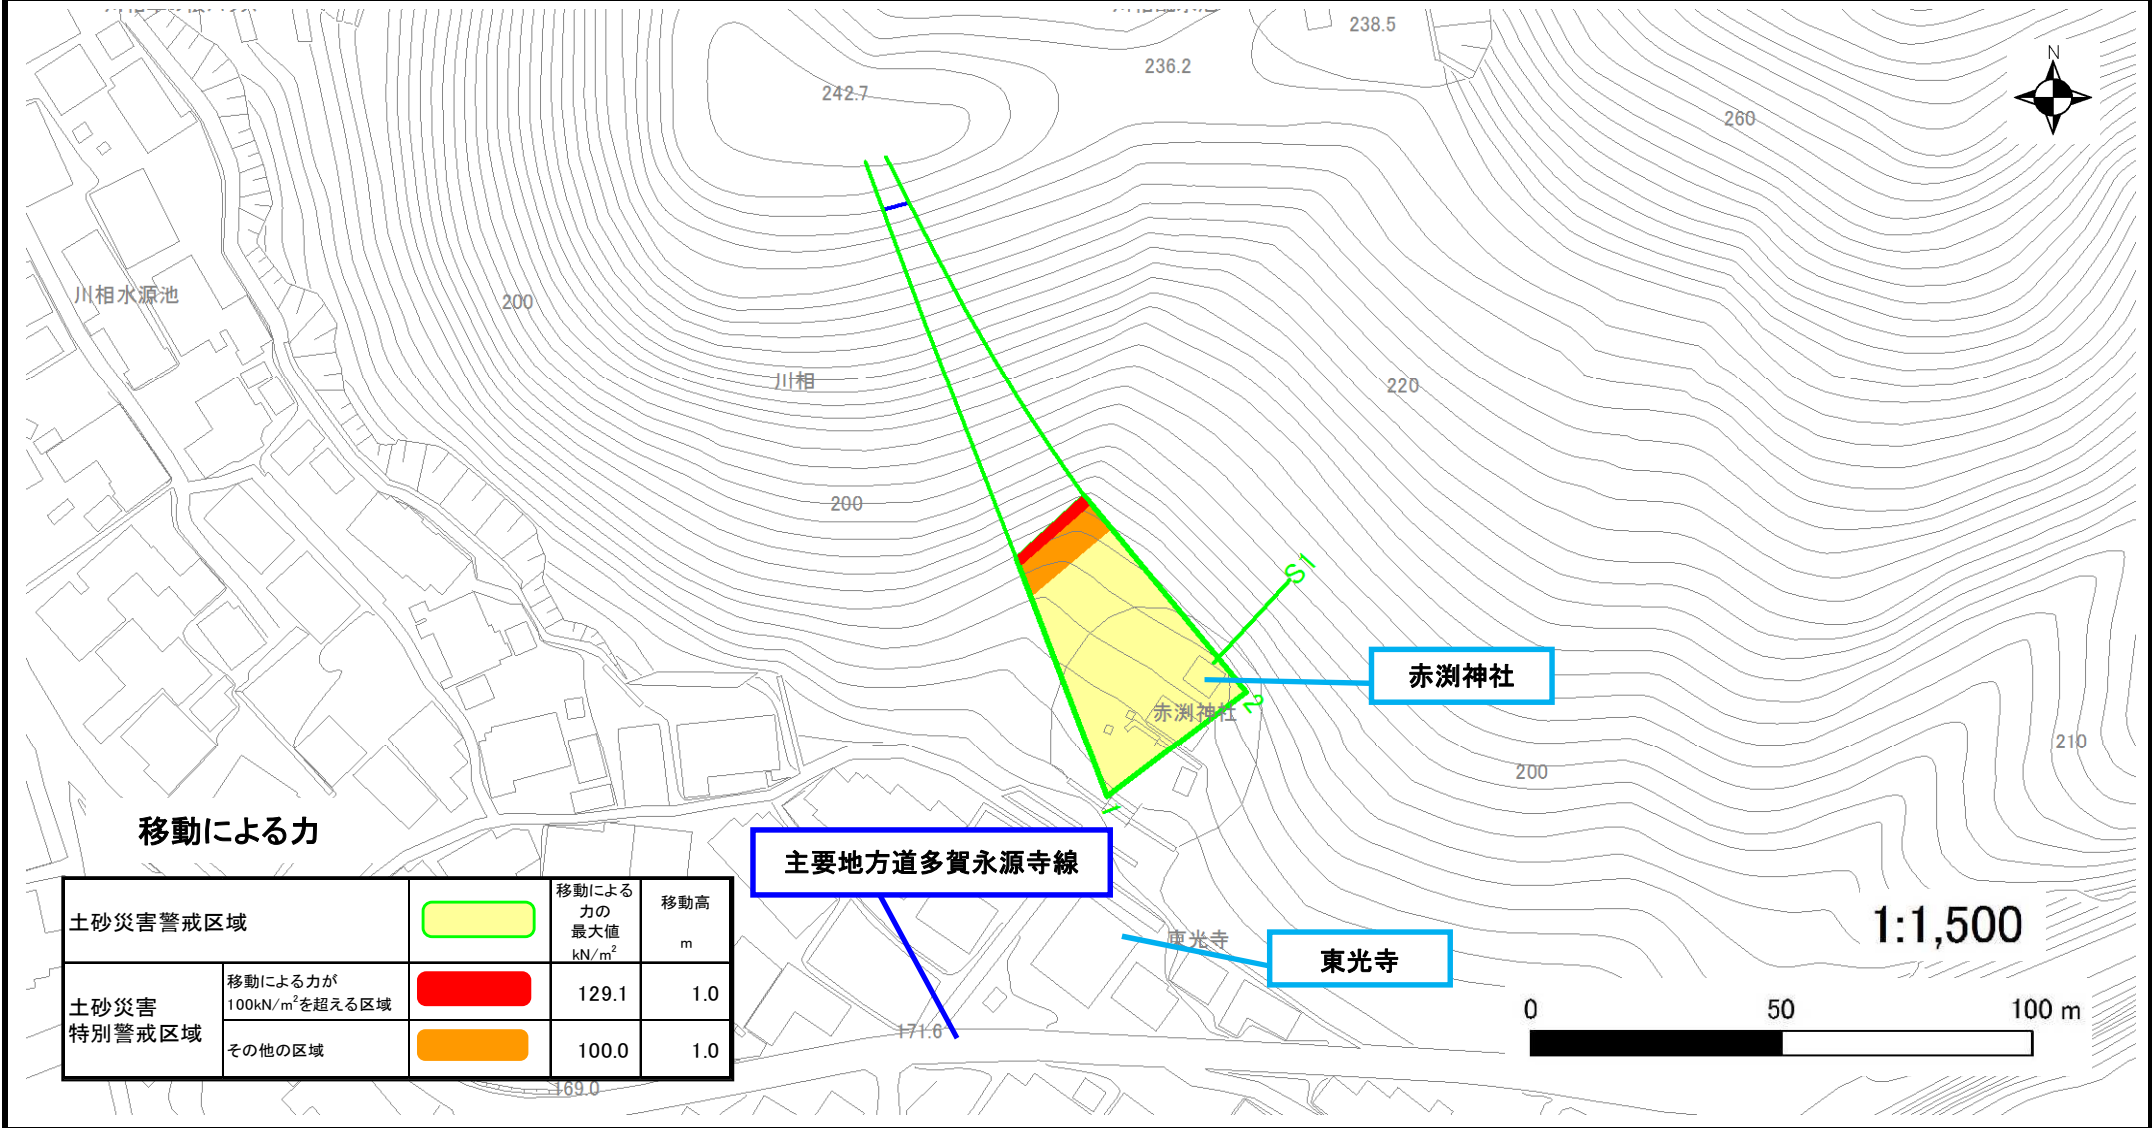 238.5
236.2
242.7
N
260
川相水源池
200
川相
220
200
S1
赤渕神社
2
赤渕神社
210
200
1
移動による力
主要地方道多賀永源寺線
土砂災害警戒区域
移動による
力の
最大値
kN/m²
移動高
m
土砂災害
特別警戒区域
移動による力が
100kN/m²を超える区域
129.1
1.0
その他の区域
100.0
1.0
東光寺
東光寺
1:1,500
0 50 100 m
171.6
169.0